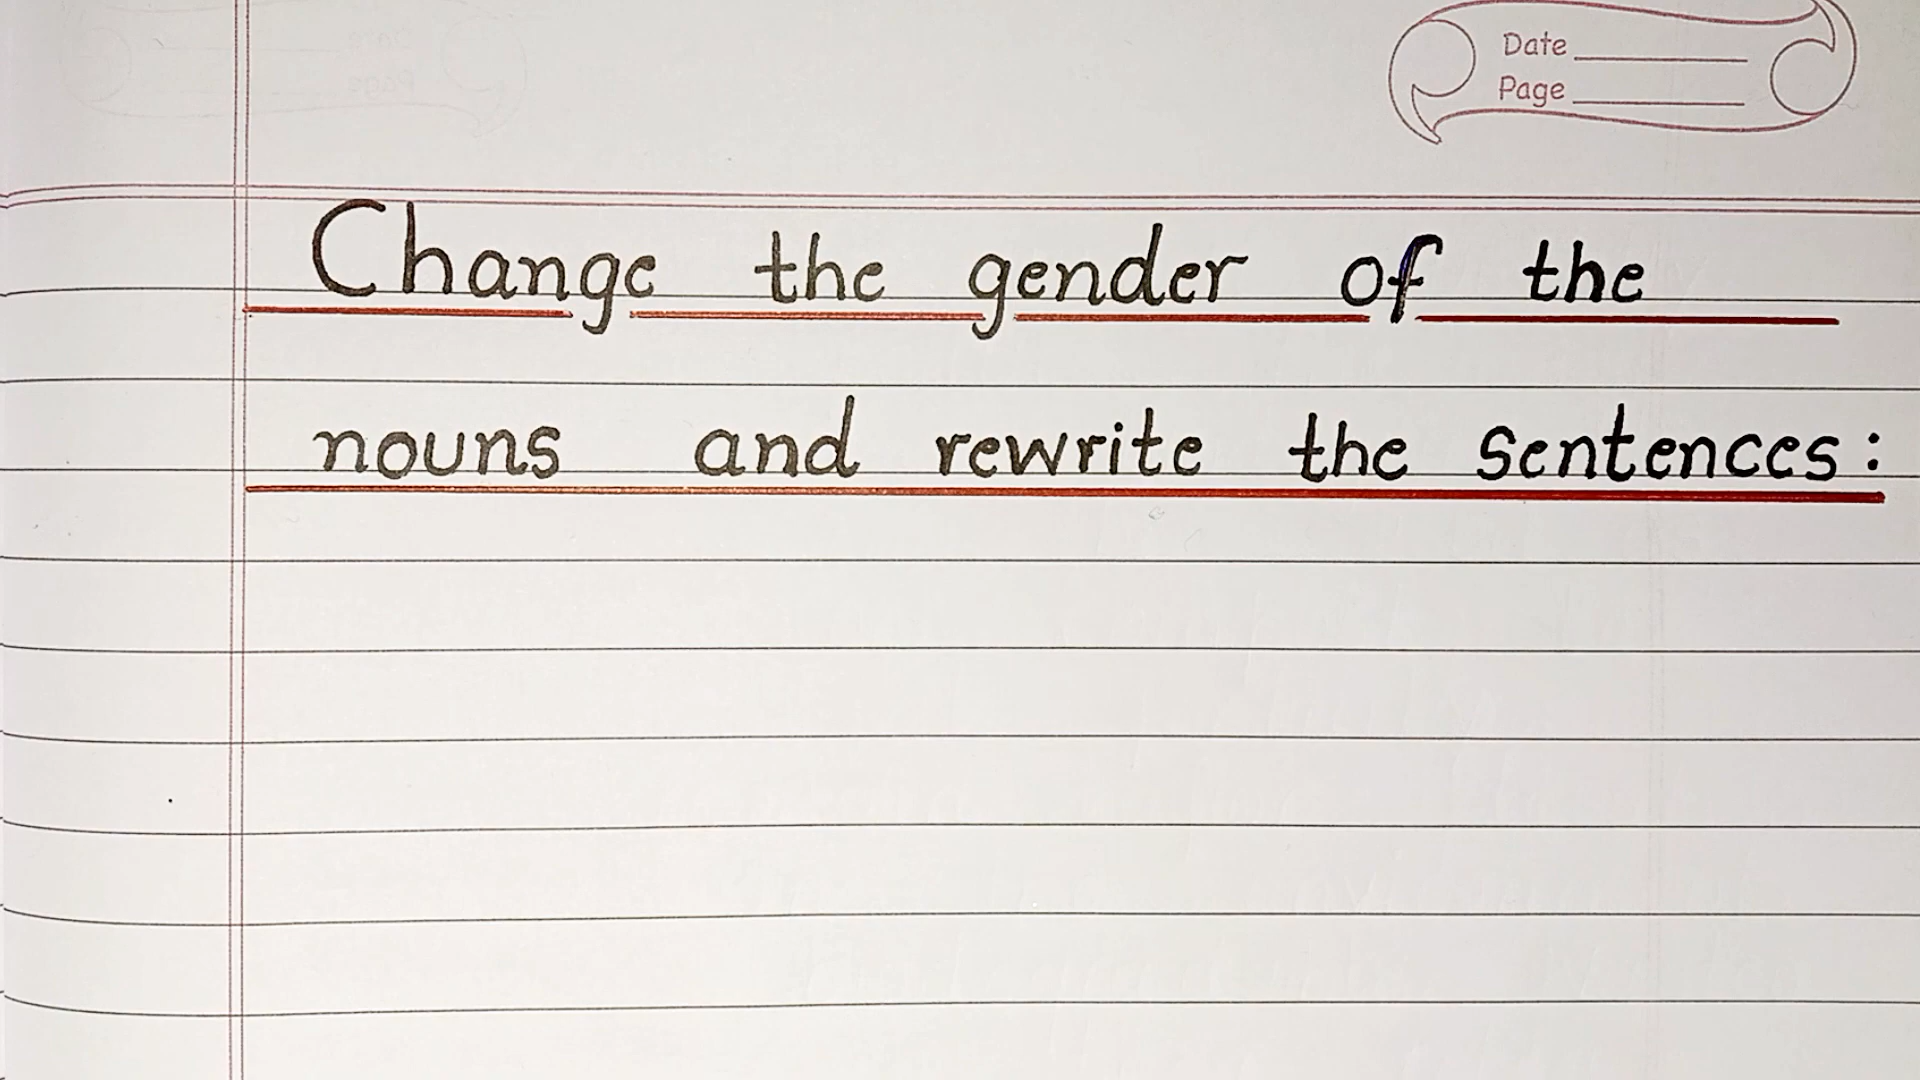 Date
Page
Change the gender of the
nouns and rewrite the sentences: